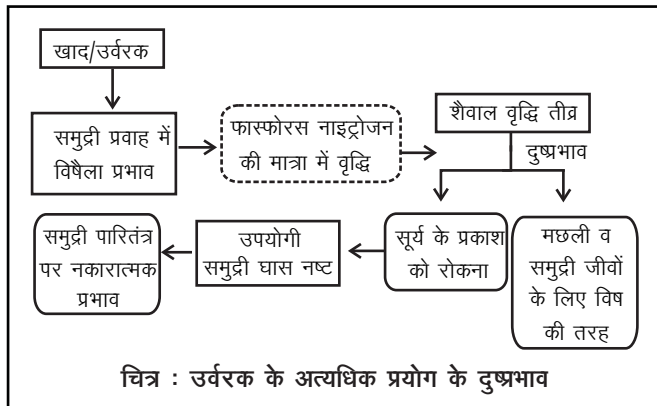 खाद/उर्वरक
समुद्री प्रवाह में
विषैला प्रभाव
फास्फोरस नाइट्रोजन
की मात्रा में वृद्धि
शैवाल वृद्धि तीव्र
दुष्प्रभाव
मछली व
समुद्री जीवों
के लिए विष
की तरह
सूर्य के प्रकाश
को रोकना
उपयोगी
समुद्री घास नष्ट
समुद्री पारितंत्र
पर नकारात्मक
प्रभाव
चित्र : उर्वरक के अत्यधिक प्रयोग के दुष्प्रभाव